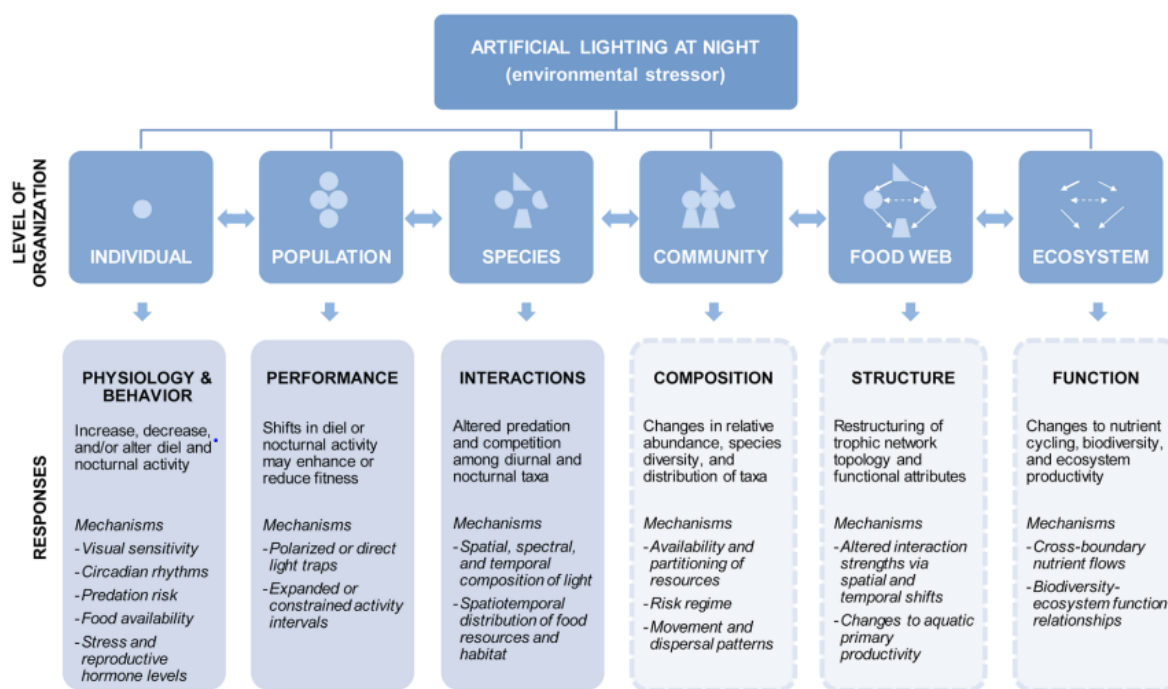 ARTIFICIAL LIGHTING AT NIGHT
(environmental stressor)
LEVEL OF
ORGANIZATION
INDIVIDUAL
POPULATION
SPECIES
COMMUNITY
FOOD WEB
ECOSYSTEM
RESPONSES
PHYSIOLOGY &
BEHAVIOR
Increase, decrease,
and/or alter diel and
nocturnal activity
Mechanisms
- Visual sensitivity
- Circadian rhythms
- Predation risk
- Food availability
- Stress and
reproductive
hormone levels
PERFORMANCE
Shifts in diel or
nocturnal activity
may enhance or
reduce fitness
Mechanisms
- Polarized or direct
light traps
- Expanded or
constrained activity
intervals
INTERACTIONS
Altered predation
and competition
among diurnal and
nocturnal taxa
Mechanisms
- Spatial, spectral,
and temporal
composition of light
- Spatiotemporal
distribution of food
resources and
habitat
COMPOSITION
Changes in relative
abundance, species
diversity, and
distribution of taxa
Mechanisms
- Availability and
partitioning of
resources
- Risk regime
- Movement and
dispersal patterns
STRUCTURE
Restructuring of
trophic network
topology and
functional attributes
Mechanisms
- Altered interaction
strengths via
spatial and
temporal shifts
- Changes to aquatic
primary
productivity
FUNCTION
Changes to nutrient
cycling, biodiversity,
and ecosystem
productivity
Mechanisms
- Cross-boundary
nutrient flows
- Biodiversity-
ecosystem function
relationships